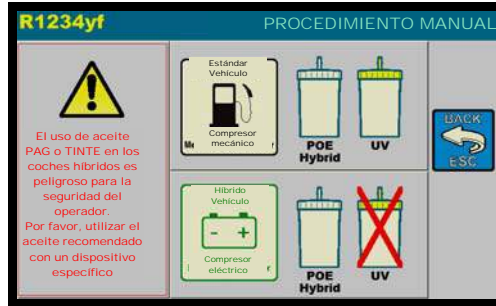 R1234yf
PROCEDIMIENTO MANUAL
El uso de aceite
PAG o TINTE en los
coches híbridos es
peligroso para la
seguridad del
operador.
Por favor, utilizar el
aceite recomendado
con un dispositivo
específico
Estándar
Vehículo
Compresor
mecánico
POE
Hybrid
UV
Híbrido
Vehículo
- +
Compresor
eléctrico
POE
Hybrid
UV
BACK
ESC